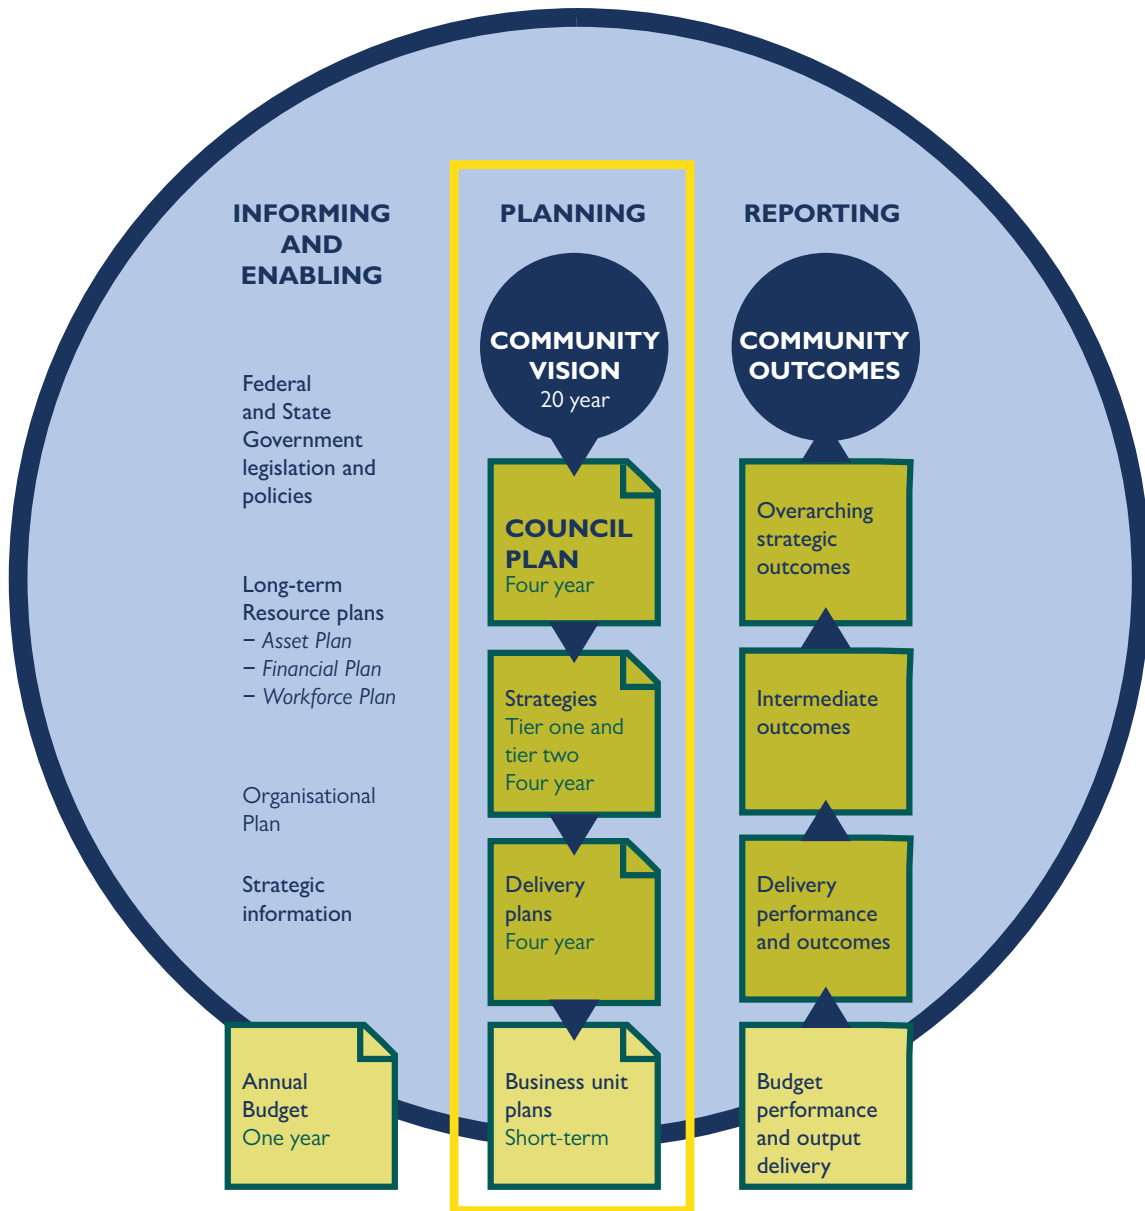 INFORMING
AND
ENABLING
Federal
and State
Government
legislation and
policies
Long-term
Resource plans
– Asset Plan
– Financial Plan
– Workforce Plan
Organisational
Plan
Strategic
information
Annual
Budget
One year
PLANNING
COMMUNITY
VISION
20 year
COUNCIL
PLAN
Four year
Strategies
Tier one and
tier two
Four year
Delivery
plans
Four year
Business unit
plans
Short-term
REPORTING
COMMUNITY
OUTCOMES
Overarching
strategic
outcomes
Intermediate
outcomes
Delivery
performance
and outcomes
Budget
performance
and output
delivery